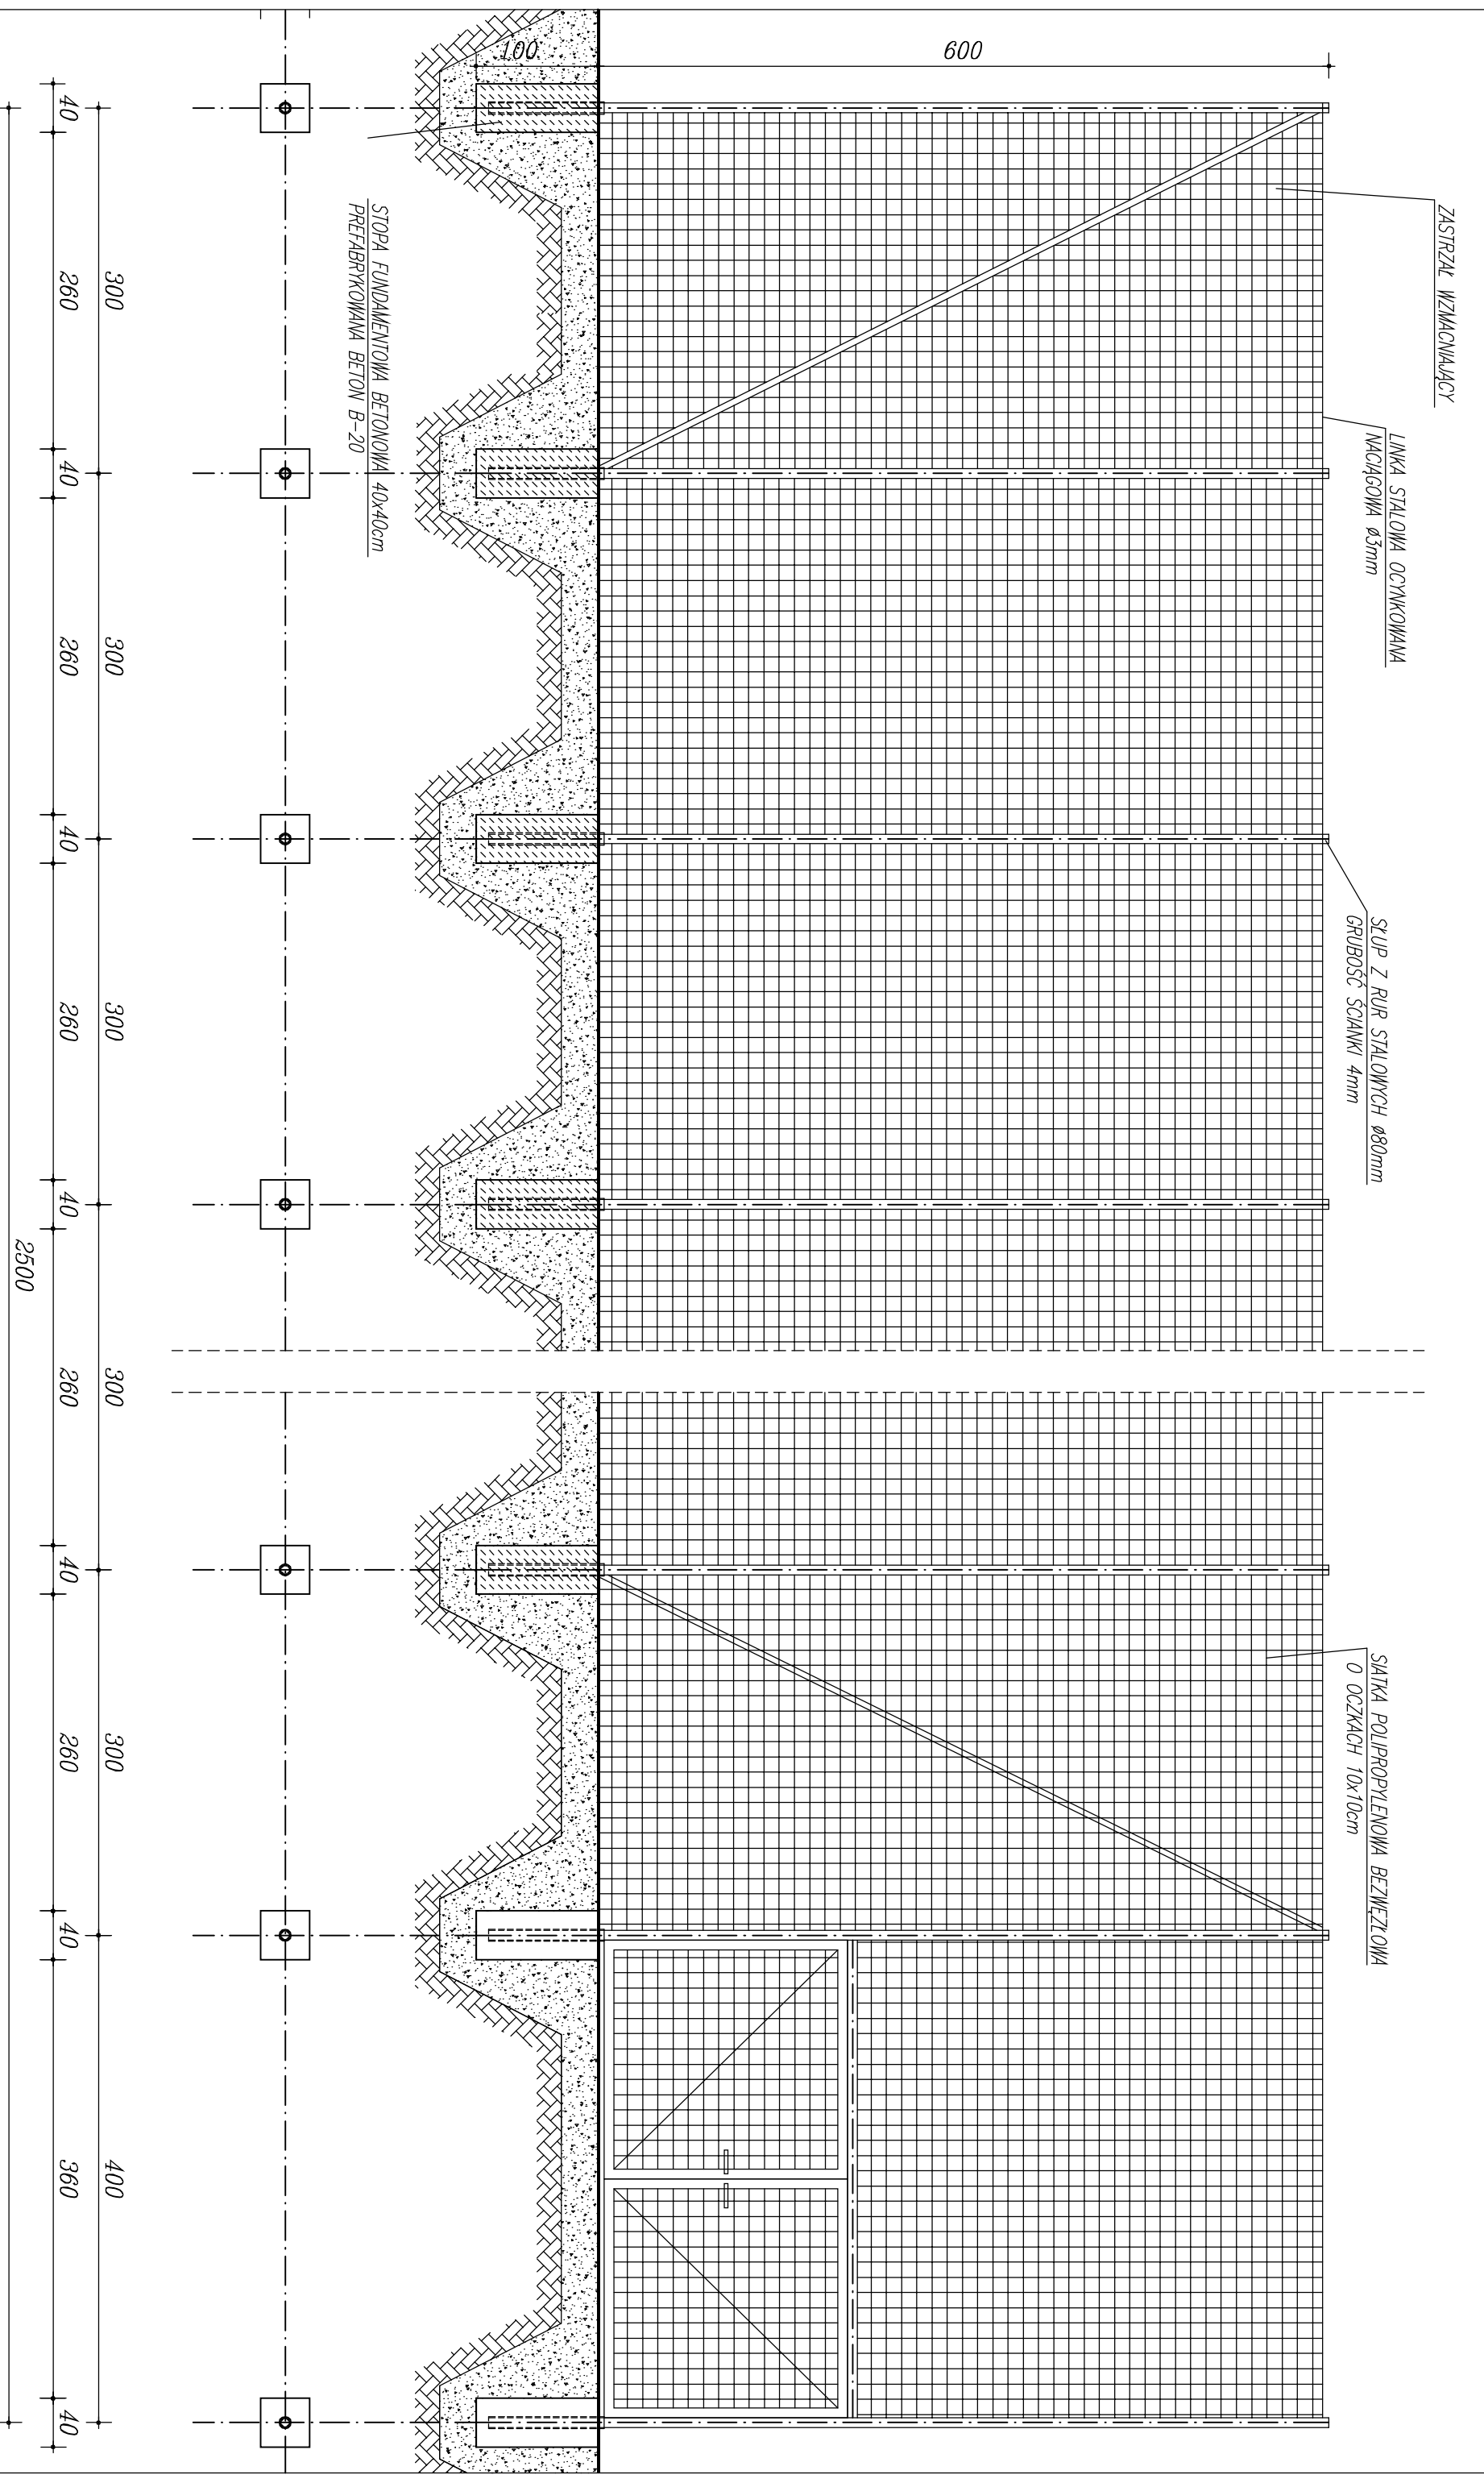 ZASTRZAŁ WZMACNIAJĄCY
LINKA STALOWA OCYNKOWANA
NACIĄGOWA ø3mm
SŁUP Z RUR STALOWYCH ø80mm
GRUBOŚĆ ŚCIANKI 4mm
SIATKA POLIPROPYLENOWA BEZWĘZŁOWA
O OCZKACH 10x10cm
600
100
STOPA FUNDAMENTOWA BETONOWA 40x40cm
PREFABRYKOWANA BETON B-20
300 300 300 300 300 400
40 260 40 260 40 260 40 260 40 260 40 360 40
2500